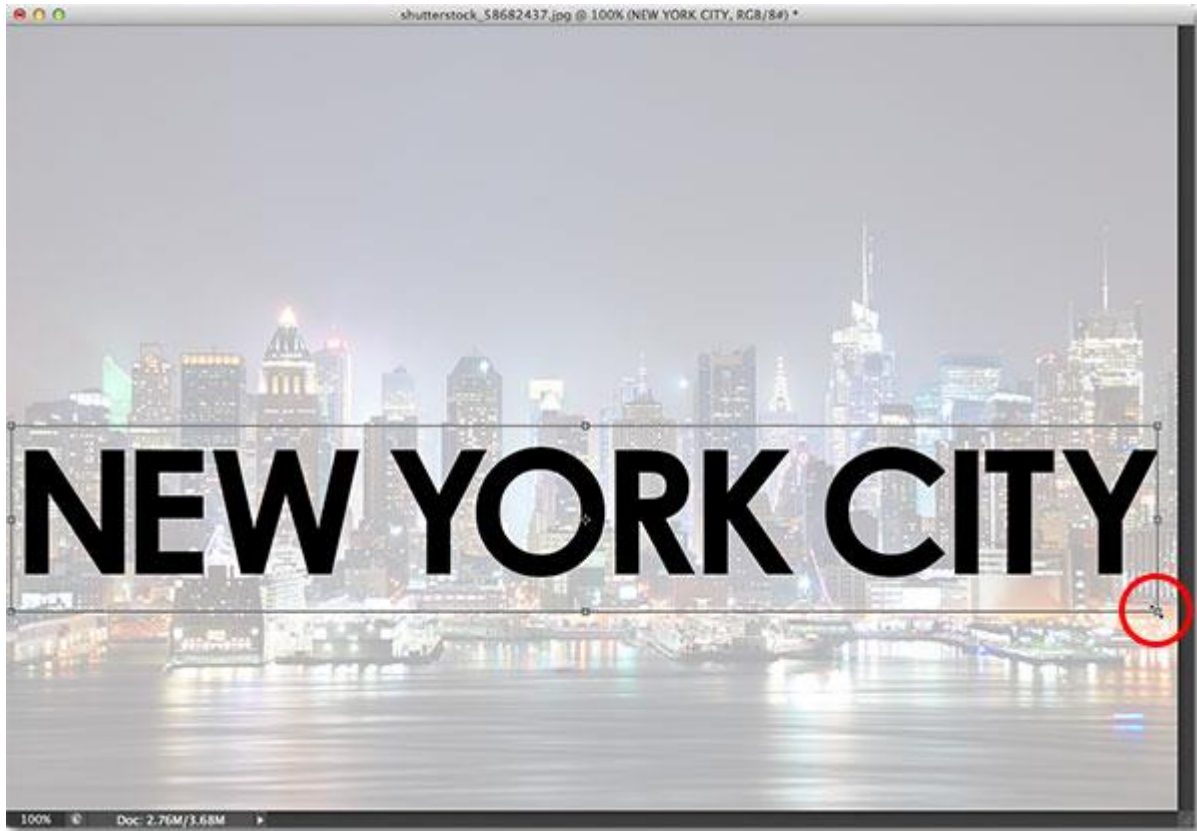 shutterstock_58682437.jpg @ 100% (NEW YORK CITY, RGB/8#) *
NEW YORK CITY
100% Doc: 2.76M/3.68M